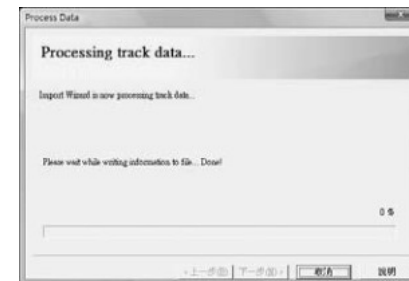 Process Data
Processing track data...
Import Wizard is now processing track data...
Please wait while writing information to file... Done!
0 %
<上一步(B) 下一步(N)> 取消 說明